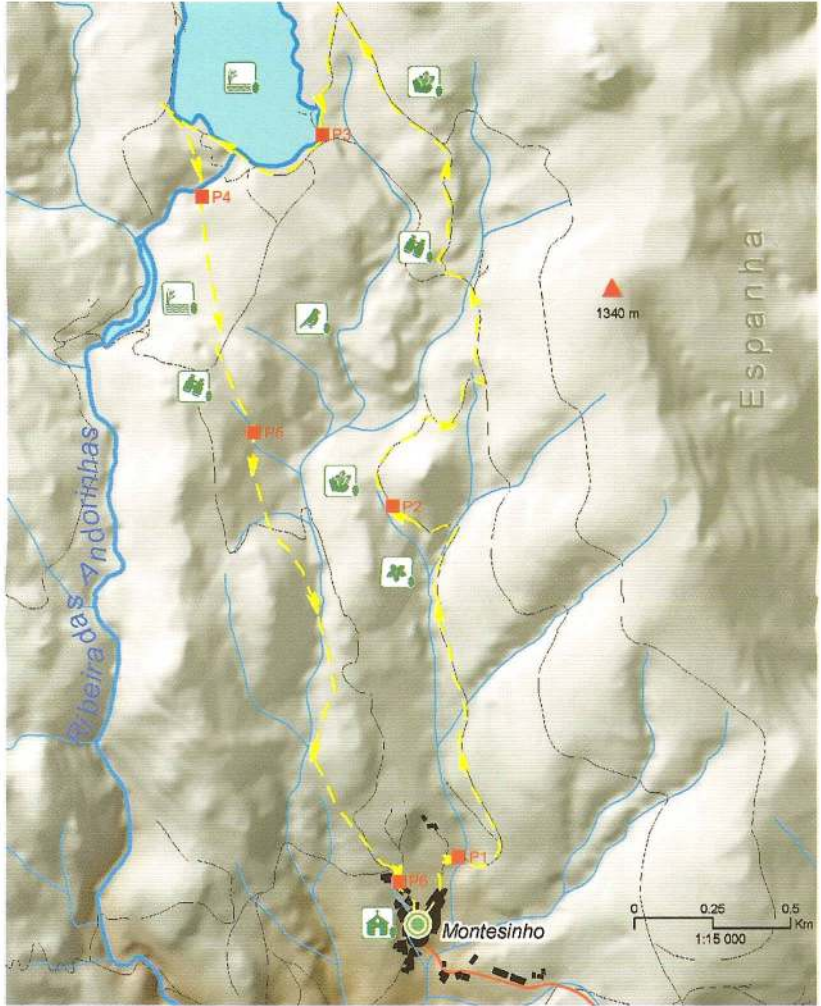 P3
P4
1340 m
Espanha
P5
Ribeira das Andorinhas
P2
P1
P6
Montesinho
0 0,25 0,5
Km
1:15 000